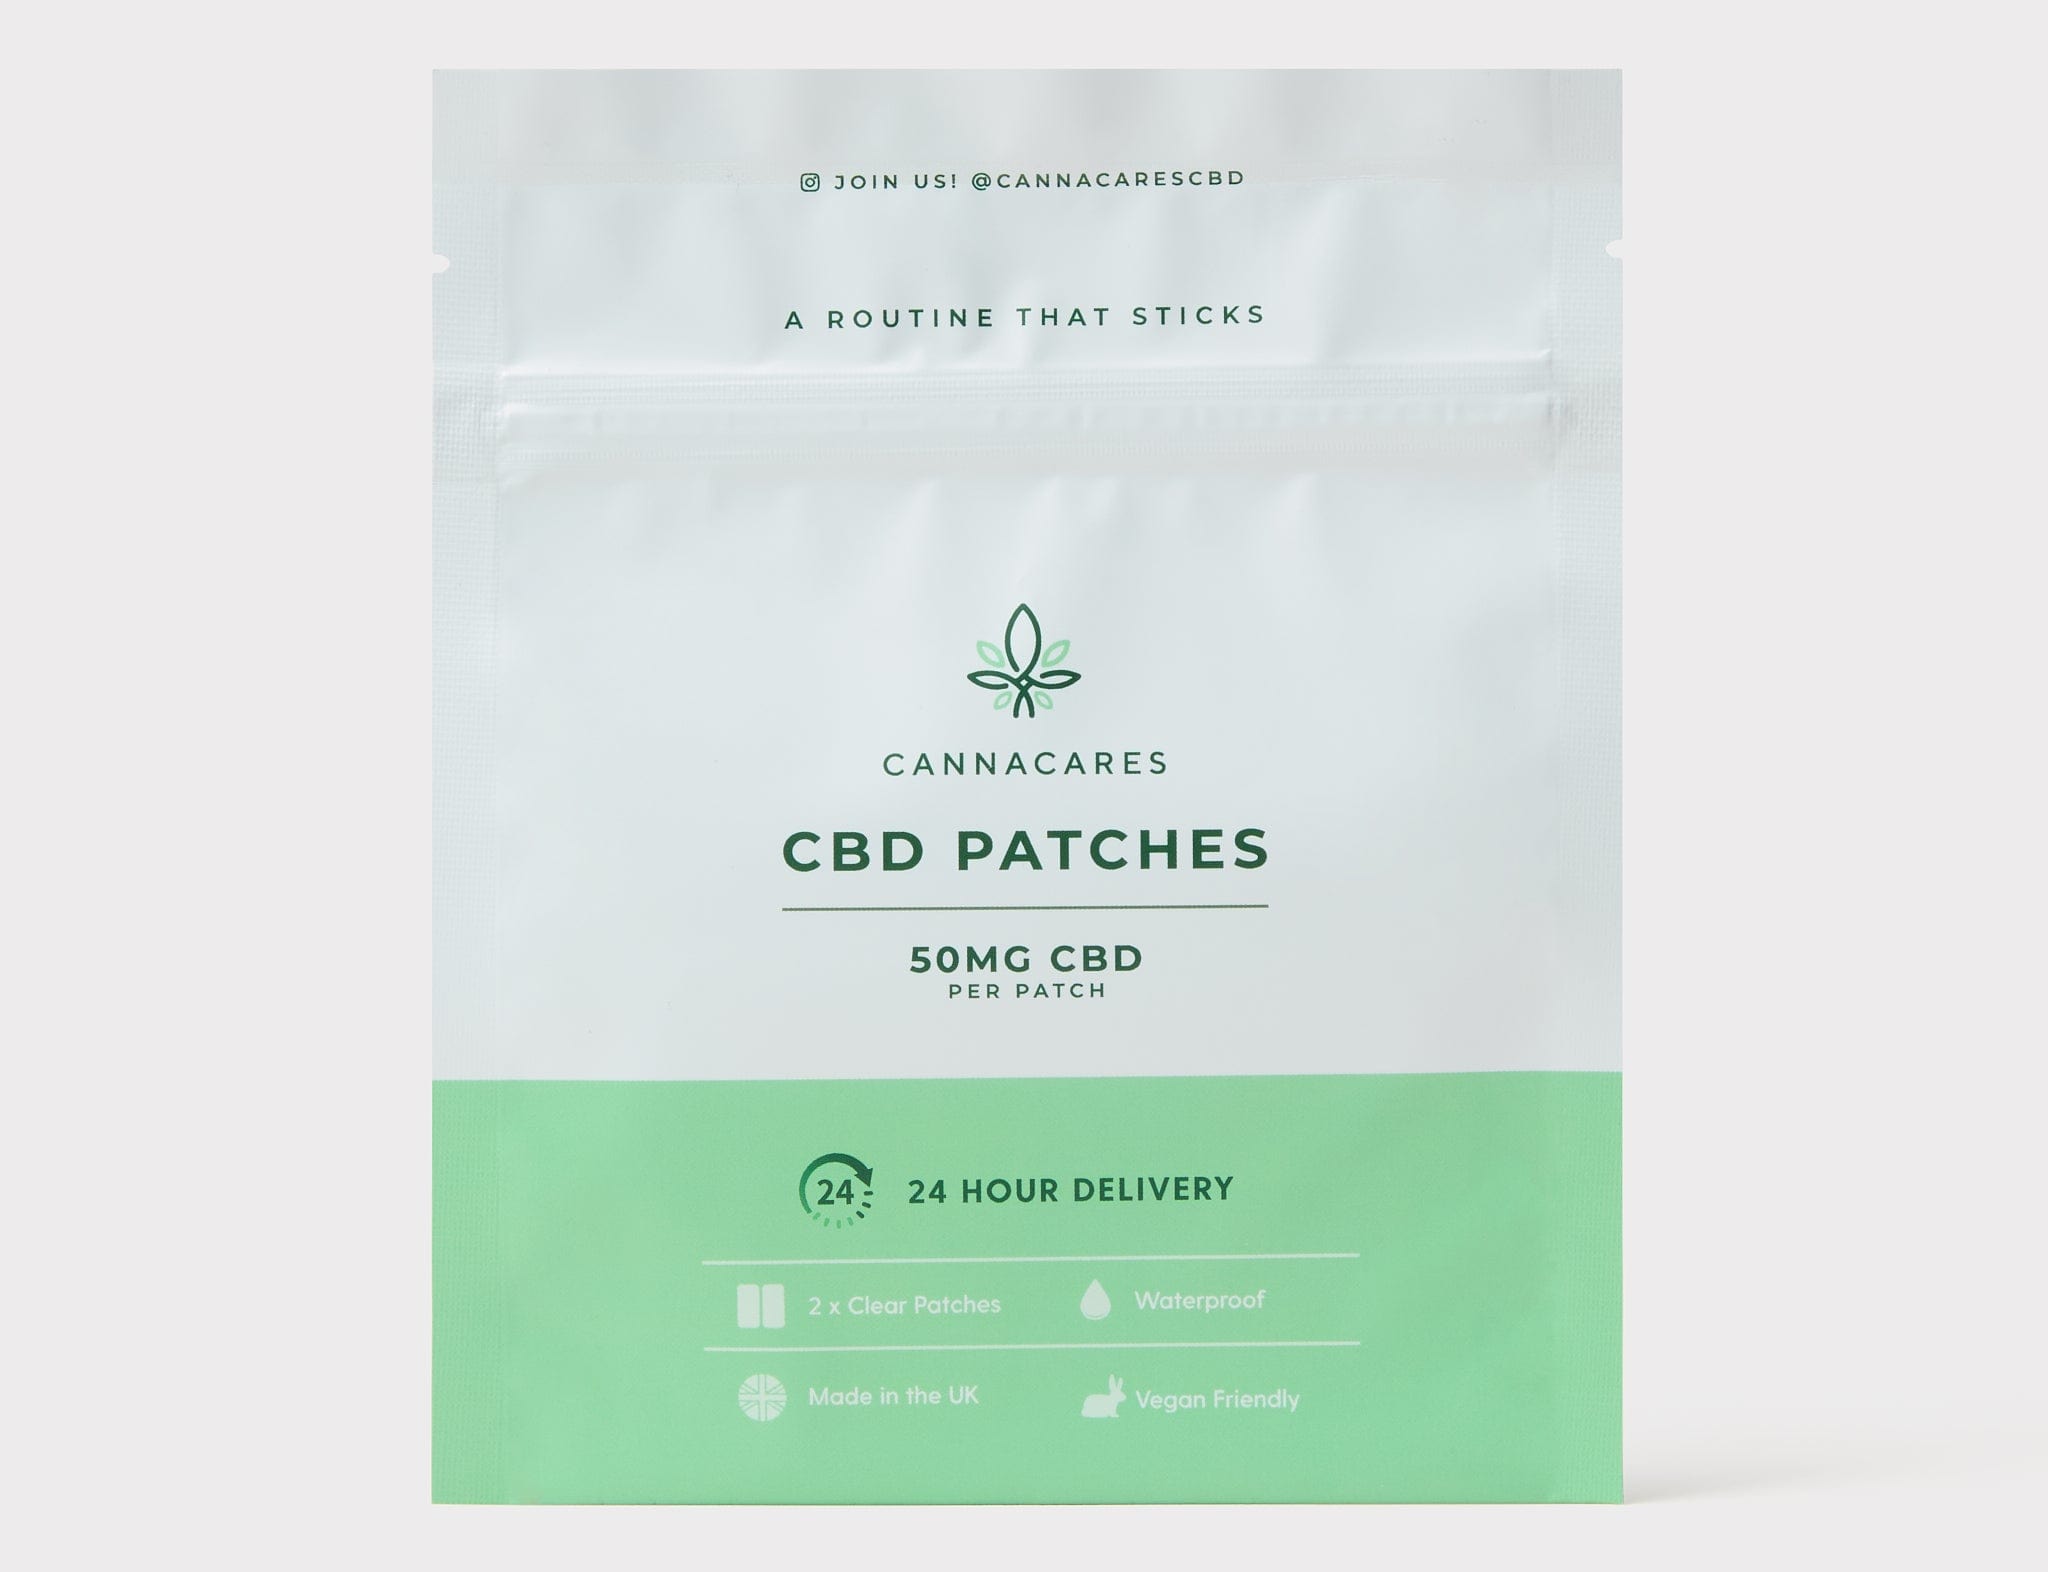 JOIN US! @CANNACARESCBD
A ROUTINE THAT STICKS
CANNACARES
CBD PATCHES
50MG CBD
PER PATCH
24 24 HOUR DELIVERY
2 x Clear Patches Waterproof
Made in the UK Vegan Friendly